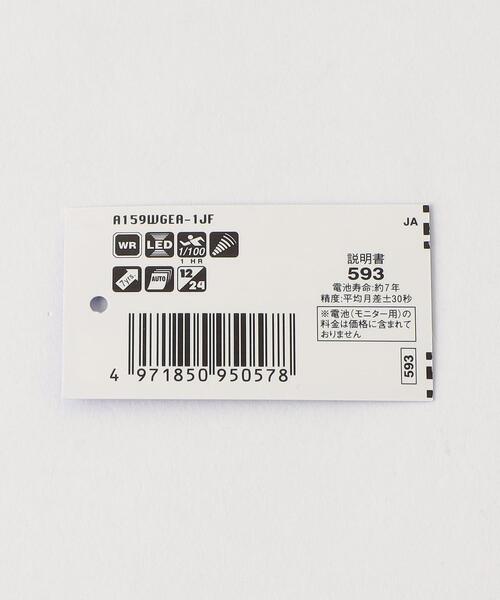 A159WGEA-1JF
JA
WR
LED
1/100
1 HR
7yrs.
AUTO
12/24
説明書
593
電池寿命:約7年
精度:平均月差±30秒
※電池(モニター用)の
料金は価格に含まれて
おりません
593
4 971850 950578